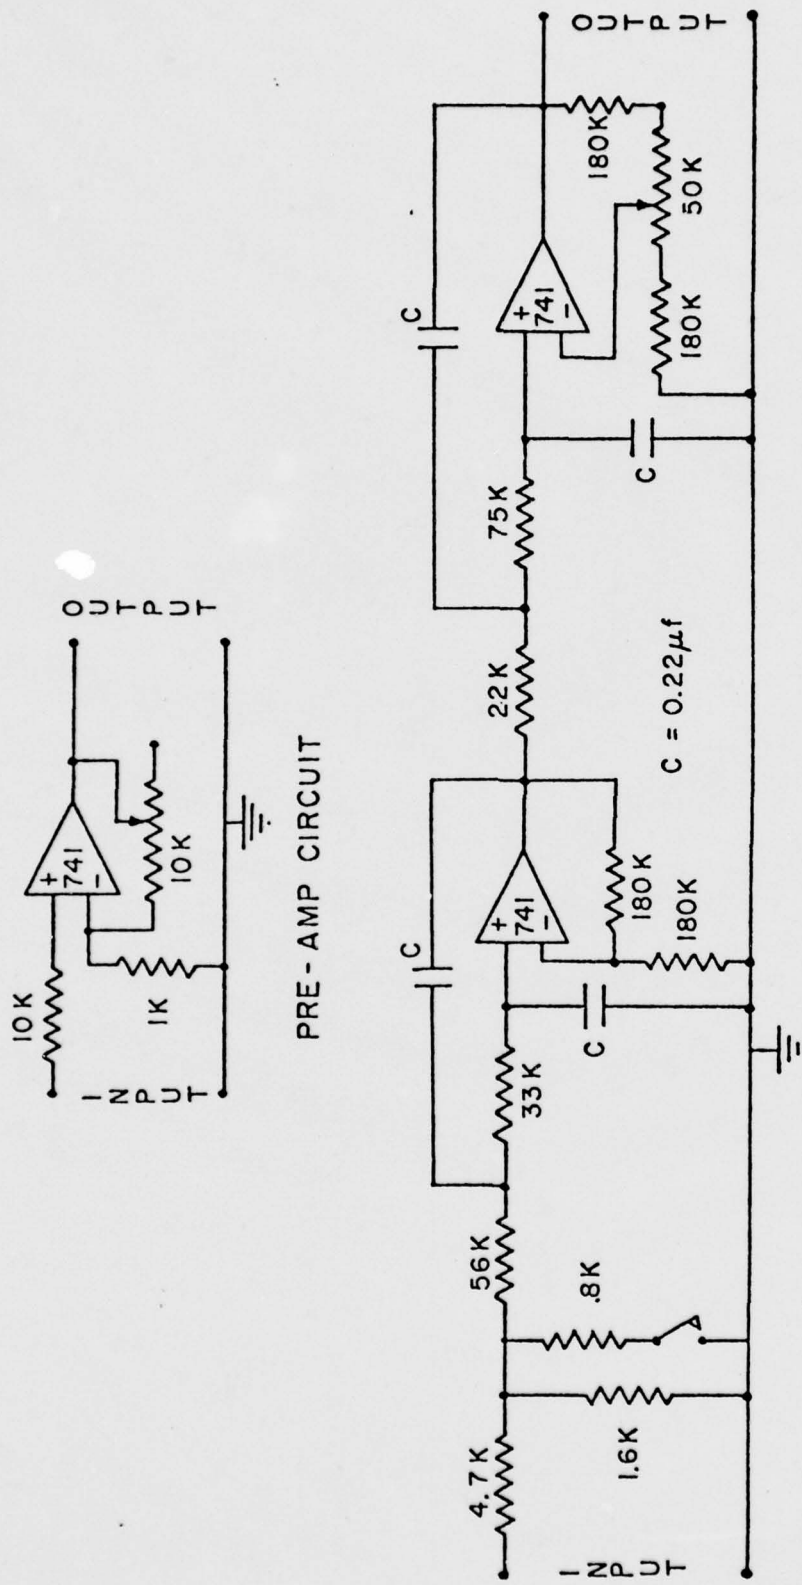 10K
INPUT
1K
+
741
-
10K
OUTPUT
PRE-AMP CIRCUIT
INPUT
4.7K
1.6K
.8K
56K
33K
C
C
+
741
-
180K
180K
22K
C = 0.22µf
75K
C
C
+
741
-
180K
50K
180K
OUTPUT